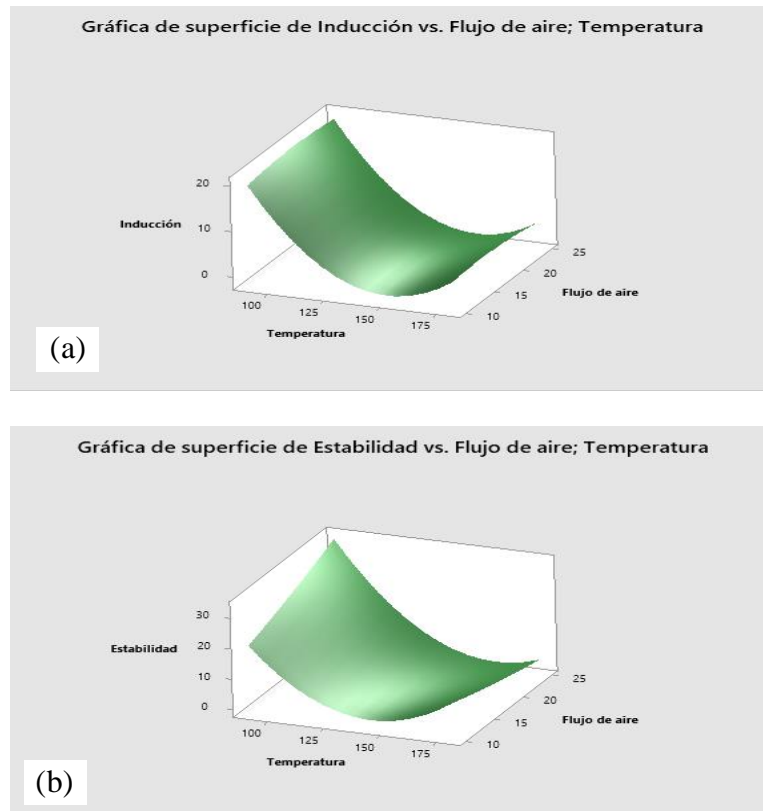 Gráfica de superficie de Inducción vs. Flujo de aire; Temperatura
20
Inducción 10
0
25
20
Flujo de aire
15
10
100 125 150 175
Temperatura
(a)
Gráfica de superficie de Estabilidad vs. Flujo de aire; Temperatura
30
Estabilidad 20
10
0
25
20
Flujo de aire
15
10
100 125 150 175
Temperatura
(b)